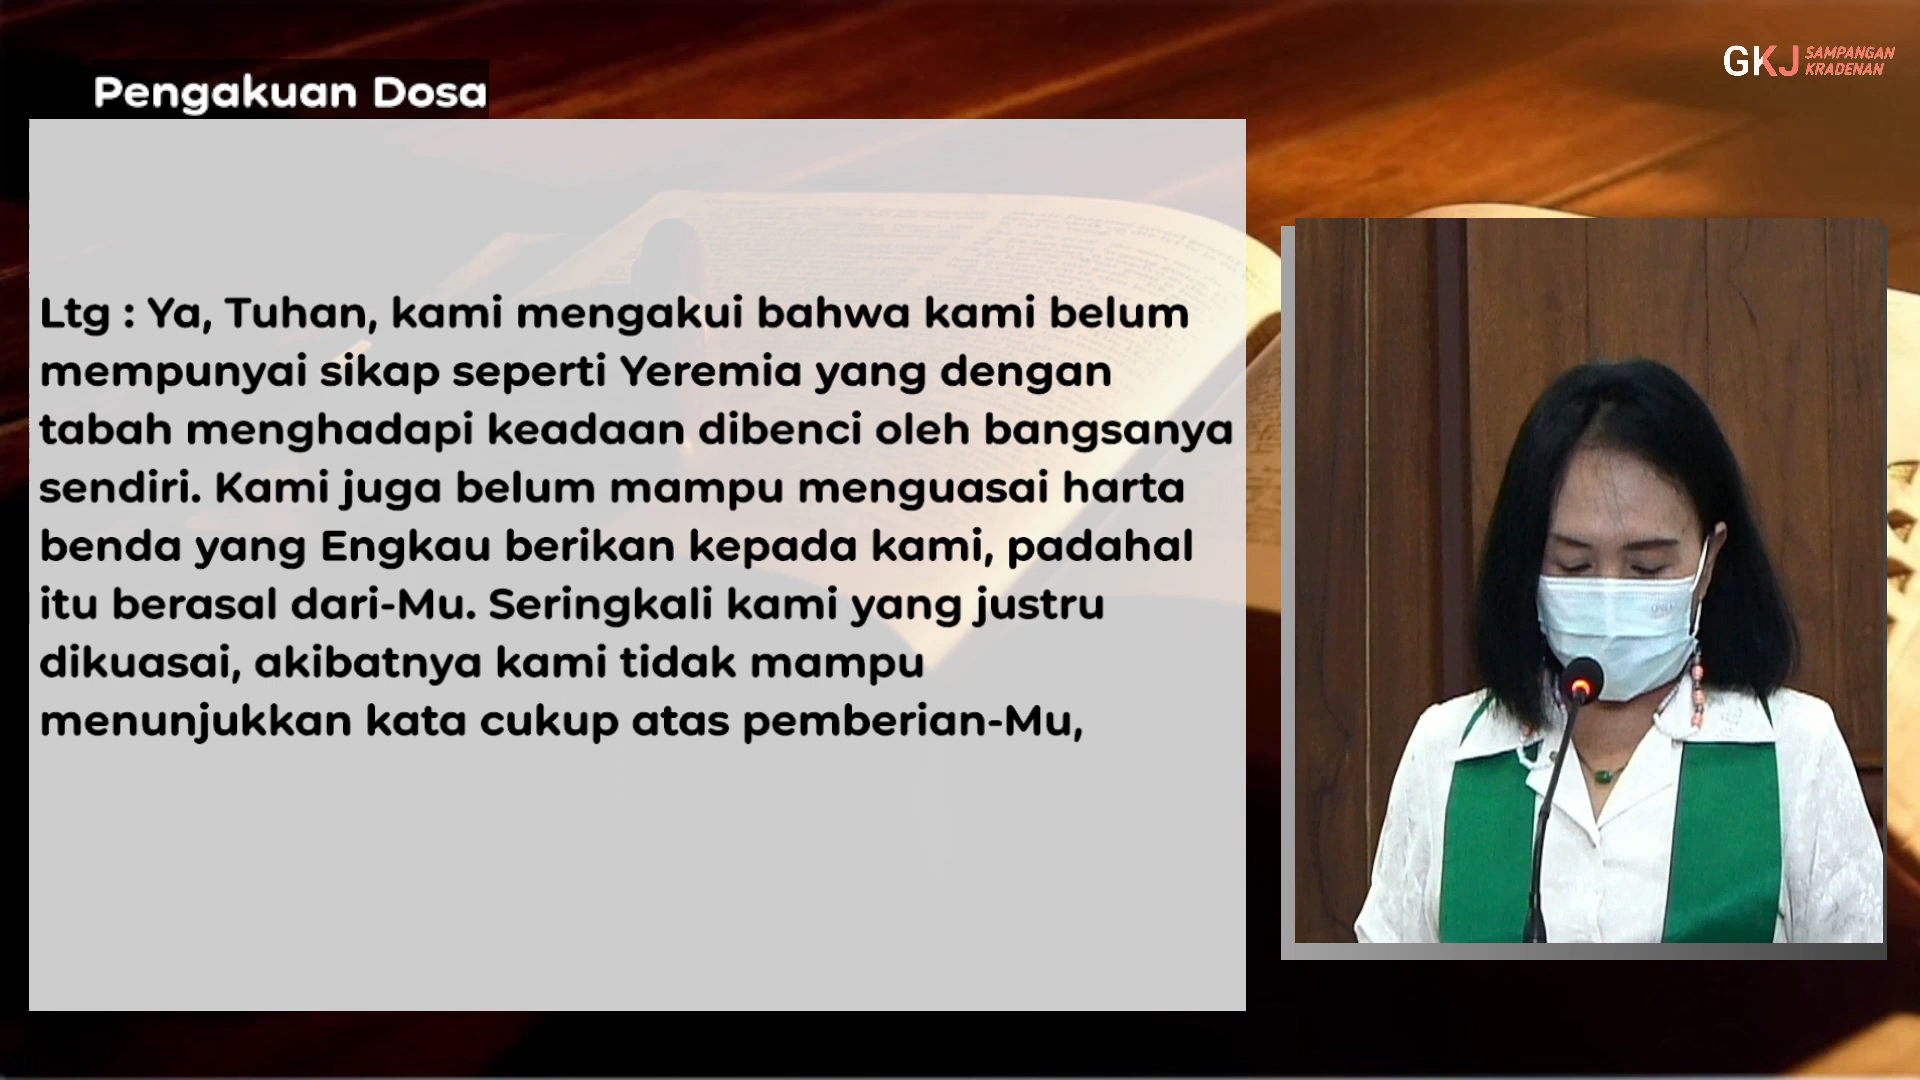 Pengakuan Dosa
GKJ SAMPANGAN
KRADENAN
Ltg : Ya, Tuhan, kami mengakui bahwa kami belum
mempunyai sikap seperti Yeremia yang dengan
tabah menghadapi keadaan dibenci oleh bangsanya
sendiri. Kami juga belum mampu menguasai harta
benda yang Engkau berikan kepada kami, padahal
itu berasal dari-Mu. Seringkali kami yang justru
dikuasai, akibatnya kami tidak mampu
menunjukkan kata cukup atas pemberian-Mu,